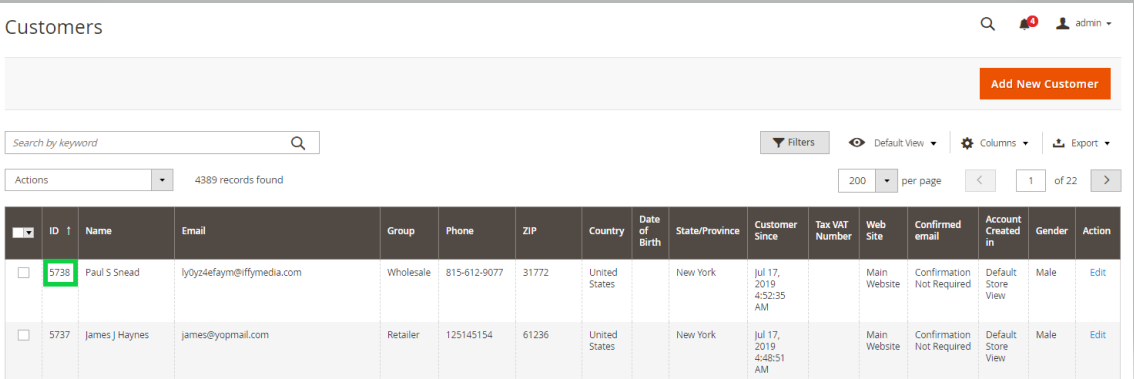 Customers
4
admin
Add New Customer
Search by keyword
Filters
Default View
Columns
Export
Actions
4389 records found
200 per page
1 of 22
ID ↑ Name Email Group Phone ZIP Country Date of Birth State/Province Customer Since Tax VAT Number Web Site Confirmed email Account Created in Gender Action
5738 Paul S Snead ly0yz4efaym@iffymedia.com Wholesale 815-612-9077 31772 United States New York Jul 17, 2019 4:52:35 AM Main Website Confirmation Not Required Default Store View Male Edit
5737 James J Haynes james@yopmail.com Retailer 125145154 61236 United States New York Jul 17, 2019 4:48:51 AM Main Website Confirmation Not Required Default Store View Male Edit